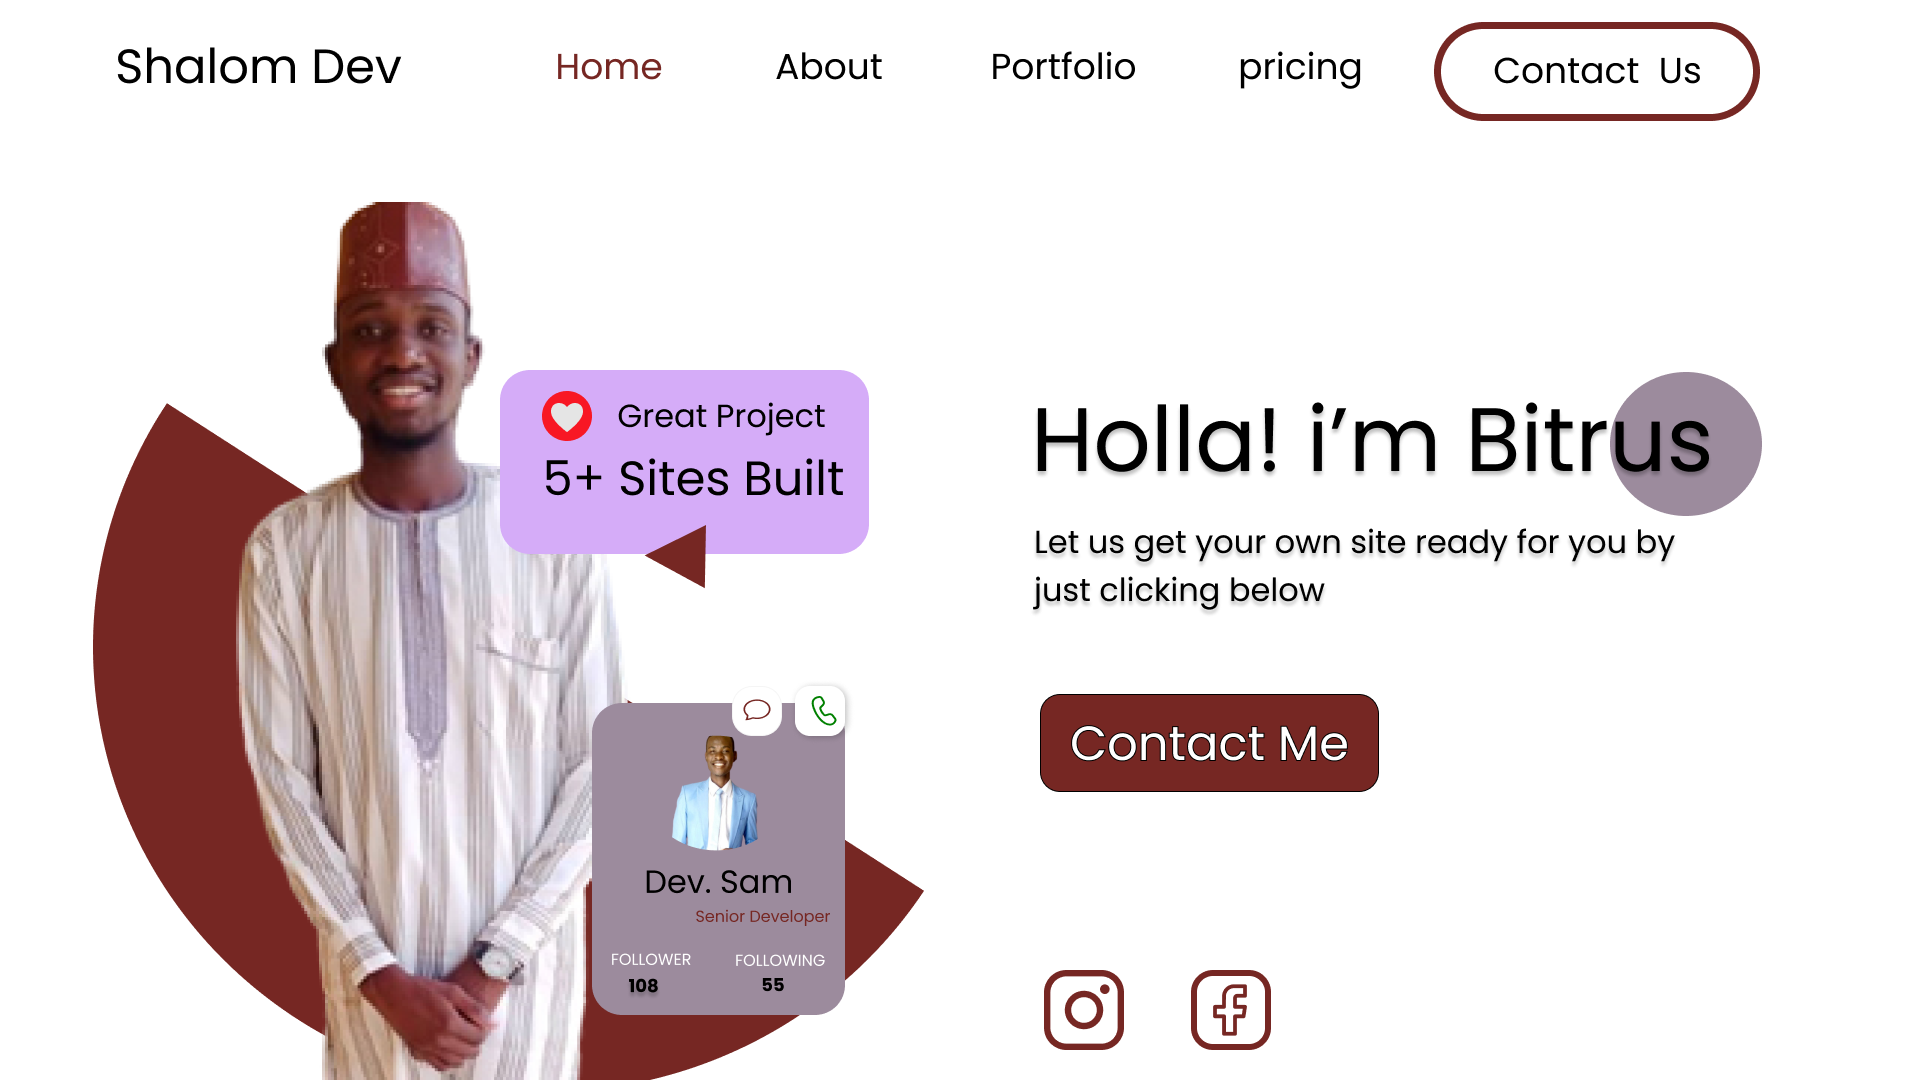 Shalom Dev
Home
About
Portfolio
pricing
Contact Us
Great Project
5+ Sites Built
Holla! i’m Bitrus
Let us get your own site ready for you by
just clicking below
Contact Me
Dev. Sam
Senior Developer
FOLLOWER
FOLLOWING
108
55